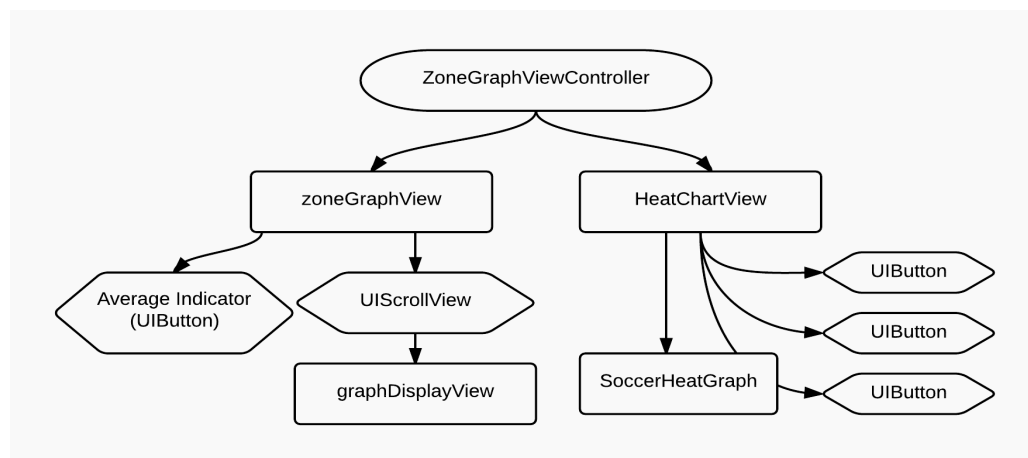 ZoneGraphViewController
zoneGraphView
HeatChartView
Average Indicator
(UIButton)
UIScrollView
UIButton
UIButton
graphDisplayView
SoccerHeatGraph
UIButton